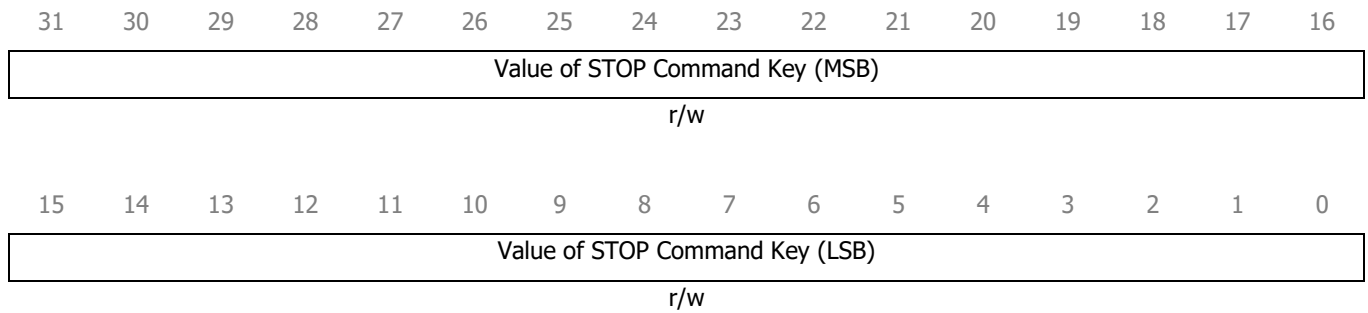 31 30 29 28 27 26 25 24 23 22 21 20 19 18 17 16
Value of STOP Command Key (MSB)
r/w
15 14 13 12 11 10 9 8 7 6 5 4 3 2 1 0
Value of STOP Command Key (LSB)
r/w